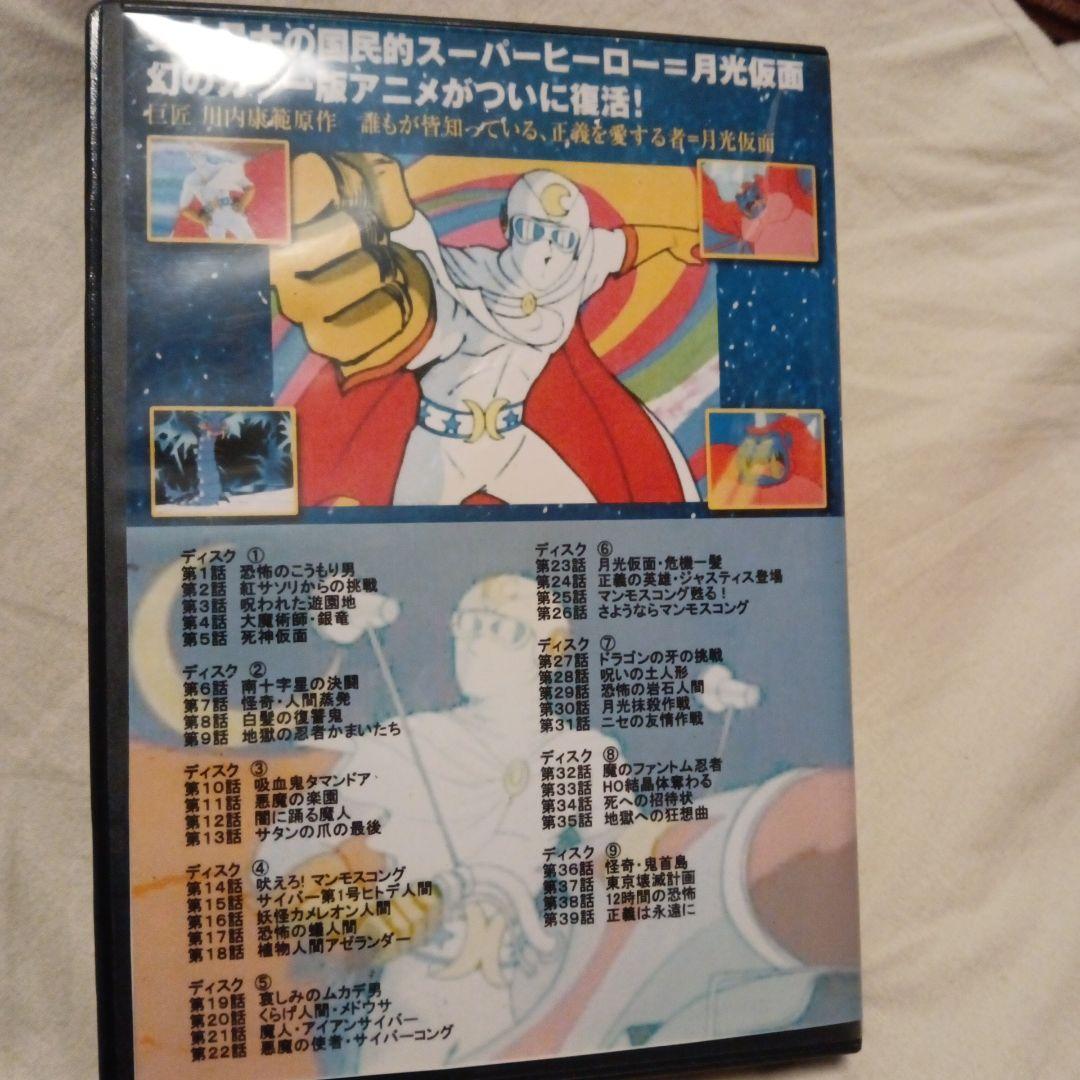 の国民的スーパーヒーロー=月光仮面
幻の 版アニメがついに復活!
巨匠 川内康範原作 誰もが皆知っている、正義を愛する者=月光仮面
ディスク ①
第1話 恐怖のこうもり男
第2話 紅サソリからの挑戦
第3話 呪われた遊園地
第4話 大魔術師・銀竜
第5話 死神仮面
ディスク ②
第6話 南十字星の決闘
第7話 怪奇・人間蒸発
第8話 白髪の復讐鬼
第9話 地獄の忍者かまいたち
ディスク ③
第10話 吸血鬼タマンドア
第11話 悪魔の楽園
第12話 闇に踊る魔人
第13話 サタンの爪の最後
ディスク ④
第14話 吠えろ!マンモスコング
第15話 サイバー第1号ヒトデ人間
第16話 妖怪カメレオン人間
第17話 恐怖の蝋人間
第18話 植物人間アゼランダー
ディスク ⑤
第19話 哀しみのムカデ男
第20話 くらげ人間・メドウサ
第21話 魔人・アイアンサイバー
第22話 悪魔の使者・サイバーコング
ディスク ⑥
第23話 月光仮面・危機一髪
第24話 正義の英雄・ジャスティス登場
第25話 マンモスコング甦る!
第26話 さようならマンモスコング
ディスク ⑦
第27話 ドラゴンの牙の挑戦
第28話 呪いの土人形
第29話 恐怖の岩石人間
第30話 月光抹殺作戦
第31話 ニセの友情作戦
ディスク ⑧
第32話 魔のファントム忍者
第33話 HO結晶体奪わる
第34話 死への招待状
第35話 地獄への狂想曲
ディスク ⑨
第36話 怪奇・鬼首島
第37話 東京壊滅計画
第38話 12時間の恐怖
第39話 正義は永遠に